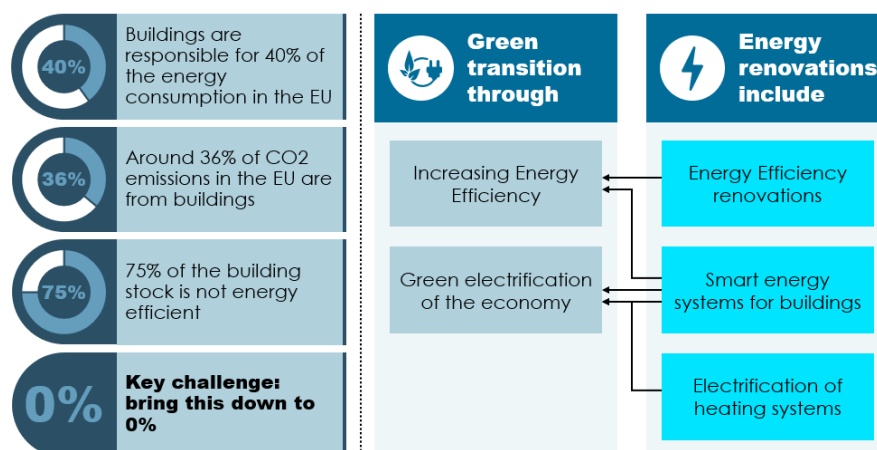 40%
Buildings are
responsible for 40% of
the energy
consumption in the EU
36%
Around 36% of CO2
emissions in the EU are
from buildings
75%
75% of the building
stock is not energy
efficient
0%
Key challenge:
bring this down to
0%
Green
transition
through
Increasing Energy
Efficiency
Green electrification
of the economy
Energy
renovations
include
Energy Efficiency
renovations
Smart energy
systems for buildings
Electrification of
heating systems